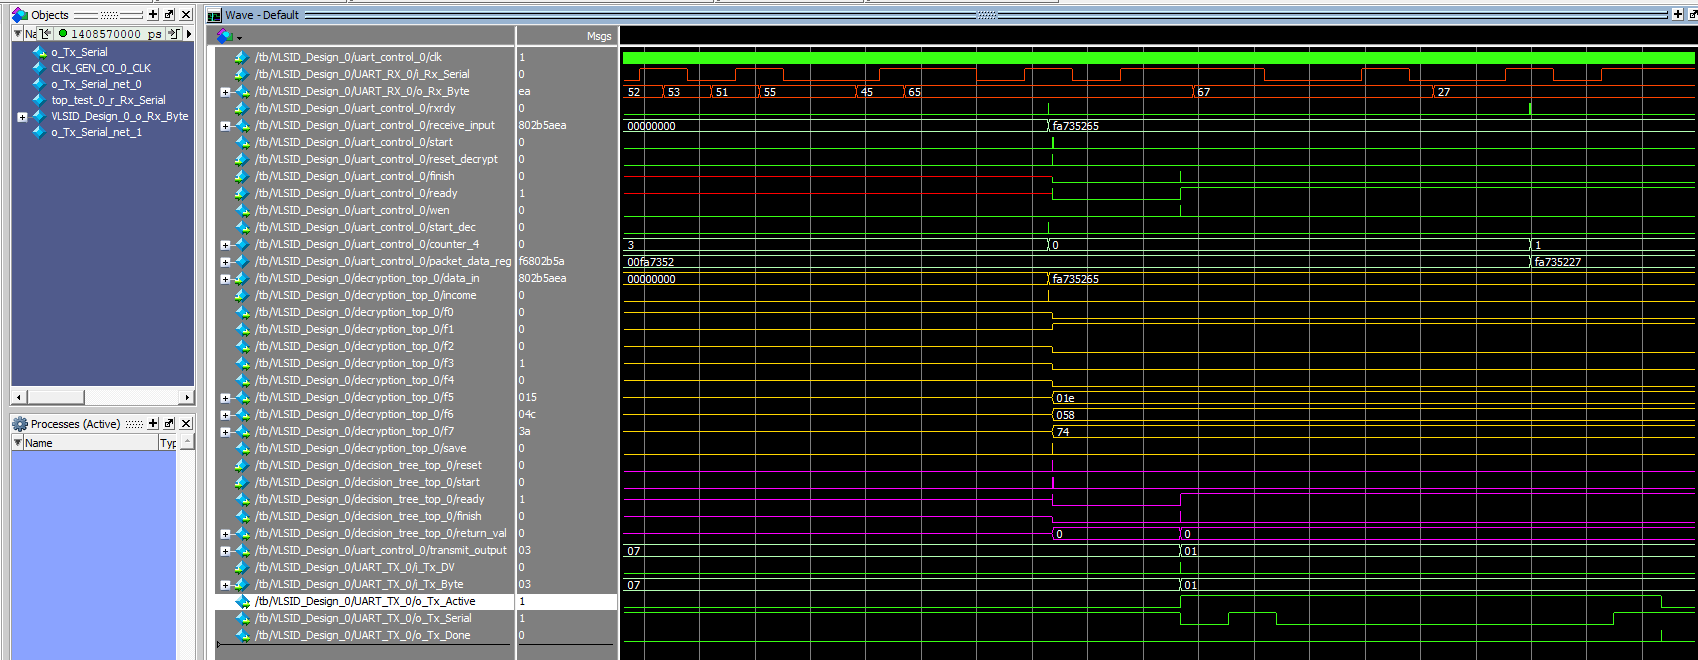 Objects
Wave - Default
Na
1408570000 ps
Msgs
o_Tx_Serial
CLK_GEN_C0_0_CLK
o_Tx_Serial_net_0
top_test_0_r_Rx_Serial
VLSID_Design_0_o_Rx_Byte
o_Tx_Serial_net_1
Processes (Active)
Name
Typ
/tb/VLSID_Design_0/uart_control_0/clk 1
/tb/VLSID_Design_0/UART_RX_0/i_Rx_Serial 0
/tb/VLSID_Design_0/UART_RX_0/o_Rx_Byte ea 52 53 51 55 45 65 67 27
/tb/VLSID_Design_0/uart_control_0/rxrdy 0
/tb/VLSID_Design_0/uart_control_0/receive_input 802b5aea 00000000 fa735265
/tb/VLSID_Design_0/uart_control_0/start 0
/tb/VLSID_Design_0/uart_control_0/reset_decrypt 0
/tb/VLSID_Design_0/uart_control_0/finish 0
/tb/VLSID_Design_0/uart_control_0/ready 1
/tb/VLSID_Design_0/uart_control_0/wen 0
/tb/VLSID_Design_0/uart_control_0/start_dec 0
/tb/VLSID_Design_0/uart_control_0/counter_4 0 3 0 1
/tb/VLSID_Design_0/uart_control_0/packet_data_reg f6802b5a 00fa7352 fa735227
/tb/VLSID_Design_0/decryption_top_0/data_in 802b5aea 00000000 fa735265
/tb/VLSID_Design_0/decryption_top_0/income 0
/tb/VLSID_Design_0/decryption_top_0/f0 0
/tb/VLSID_Design_0/decryption_top_0/f1 0
/tb/VLSID_Design_0/decryption_top_0/f2 0
/tb/VLSID_Design_0/decryption_top_0/f3 1
/tb/VLSID_Design_0/decryption_top_0/f4 0
/tb/VLSID_Design_0/decryption_top_0/f5 015 01e
/tb/VLSID_Design_0/decryption_top_0/f6 04c 058
/tb/VLSID_Design_0/decryption_top_0/f7 3a 74
/tb/VLSID_Design_0/decryption_top_0/save 0
/tb/VLSID_Design_0/decision_tree_top_0/reset 0
/tb/VLSID_Design_0/decision_tree_top_0/start 0
/tb/VLSID_Design_0/decision_tree_top_0/ready 1
/tb/VLSID_Design_0/decision_tree_top_0/finish 0
/tb/VLSID_Design_0/decision_tree_top_0/return_val 0 0 0
/tb/VLSID_Design_0/uart_control_0/transmit_output 03 07 01
/tb/VLSID_Design_0/UART_TX_0/i_Tx_DV 0
/tb/VLSID_Design_0/UART_TX_0/i_Tx_Byte 03 07 01
/tb/VLSID_Design_0/UART_TX_0/o_Tx_Active 1
/tb/VLSID_Design_0/UART_TX_0/o_Tx_Serial 1
/tb/VLSID_Design_0/UART_TX_0/o_Tx_Done 0